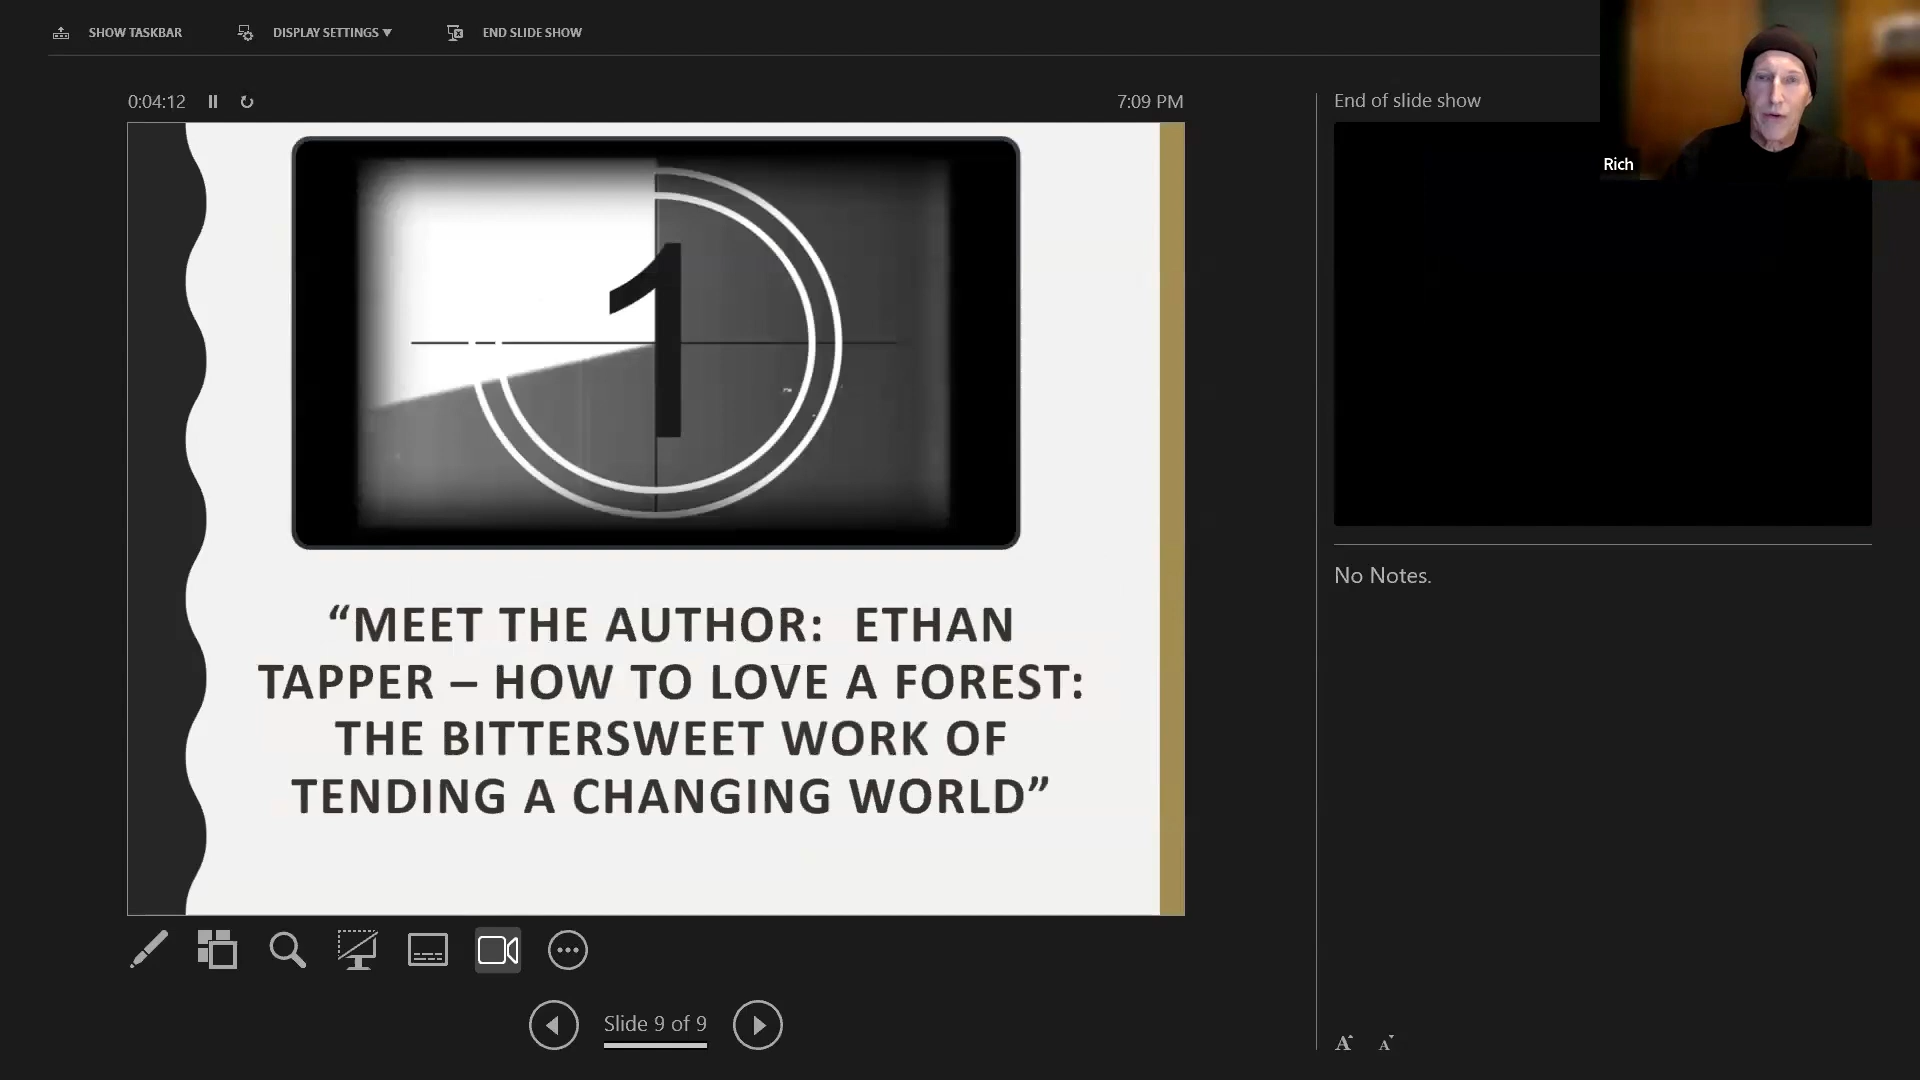 SHOW TASKBAR
DISPLAY SETTINGS ▼
END SLIDE SHOW
0:04:12
7:09 PM
End of slide show
Rich
1
“MEET THE AUTHOR: ETHAN
TAPPER – HOW TO LOVE A FOREST:
THE BITTERSWEET WORK OF
TENDING A CHANGING WORLD”
No Notes.
Slide 9 of 9
A A